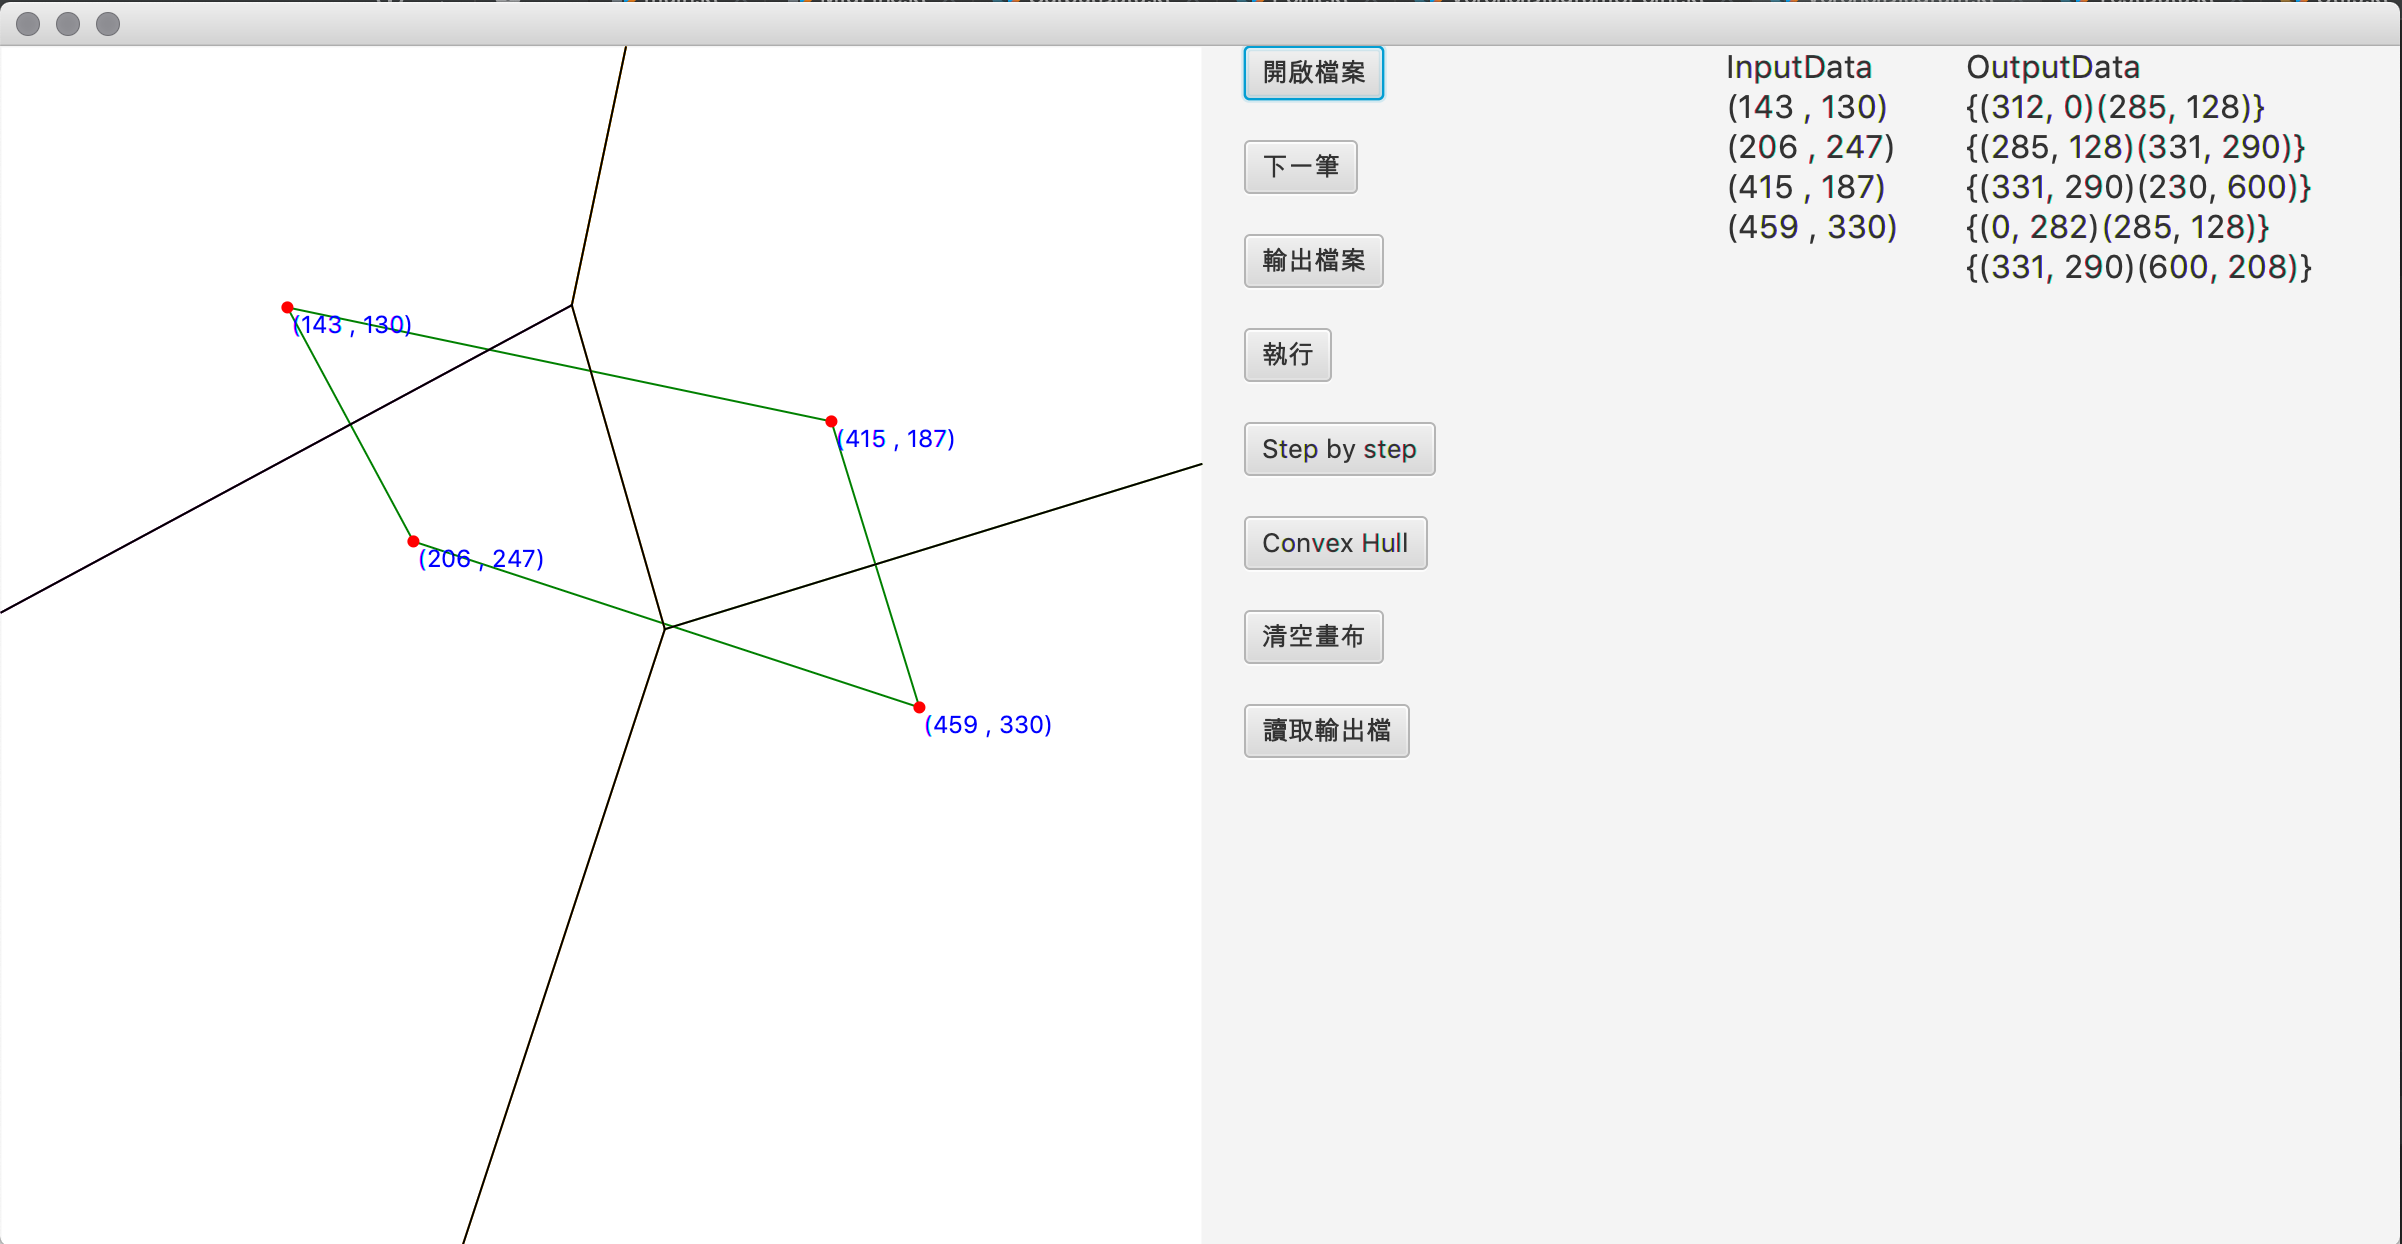 開啟檔案
下一筆
輸出檔案
執行
Step by step
Convex Hull
清空畫布
讀取輸出檔
InputData
(143 , 130)
(206 , 247)
(415 , 187)
(459 , 330)
OutputData
{(312, 0)(285, 128)}
{(285, 128)(331, 290)}
{(331, 290)(230, 600)}
{(0, 282)(285, 128)}
{(331, 290)(600, 208)}
(143 , 130)
(415 , 187)
(206 , 247)
(459 , 330)